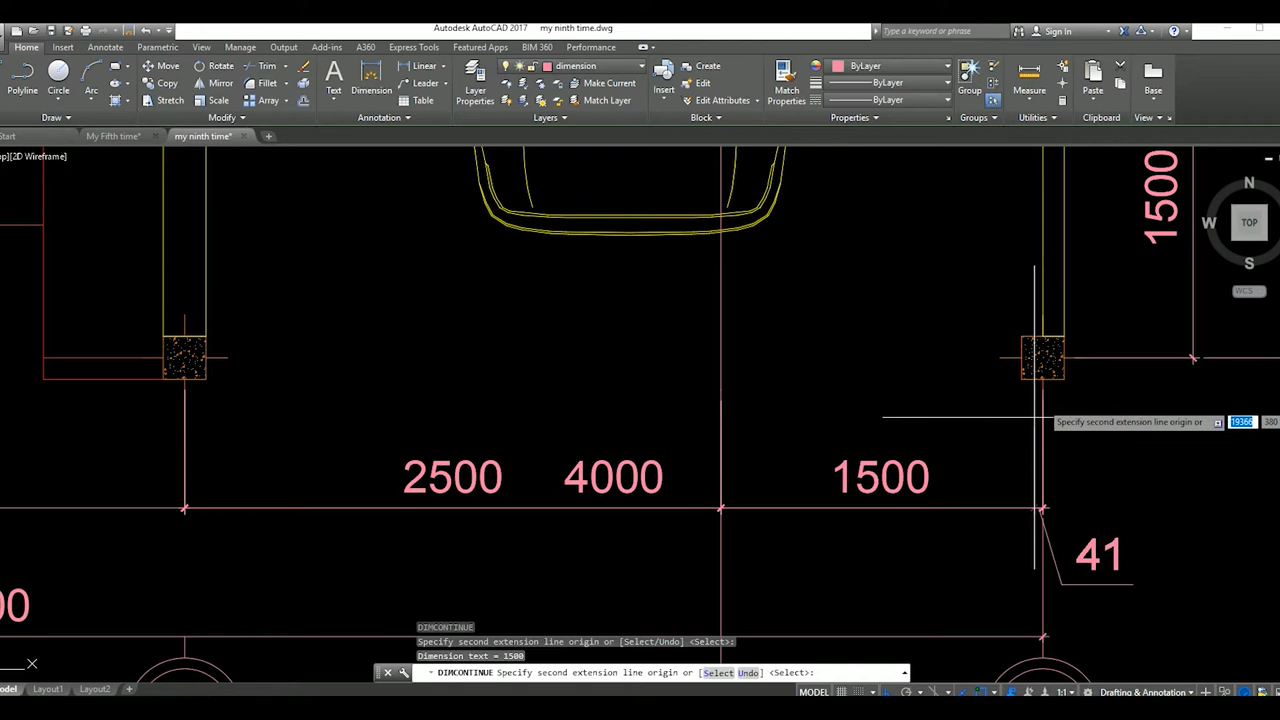 Autodesk AutoCAD 2017 my ninth time.dwg
Type a keyword or phrase
Sign In
Home Insert Annotate Parametric View Manage Output Add-ins A360 Express Tools Featured Apps BIM 360 Performance
Polyline Circle Arc
Move Rotate Trim
Copy Mirror Fillet
Stretch Scale Array
Text Dimension
Linear
Leader
Table
Layer Properties
dimension
Make Current
Match Layer
Insert
Create
Edit
Edit Attributes
Match Properties
ByLayer
ByLayer
ByLayer
Group Measure Paste Base
Draw Modify Annotation Layers Block Properties Groups Utilities Clipboard View
Start My Fifth time* my ninth time*
op][2D Wireframe]
N
W TOP
S
WCS
1500
Specify second extension line origin or 19366 380
2500 4000 1500
41
00
DIMCONTINUE
Specify second extension line origin or [Select/Undo] <Select>:
Dimension text = 1500
DIMCONTINUE Specify second extension line origin or [Select Undo] <Select>:
odel Layout1 Layout2
MODEL 1:1 Drafting & Annotation